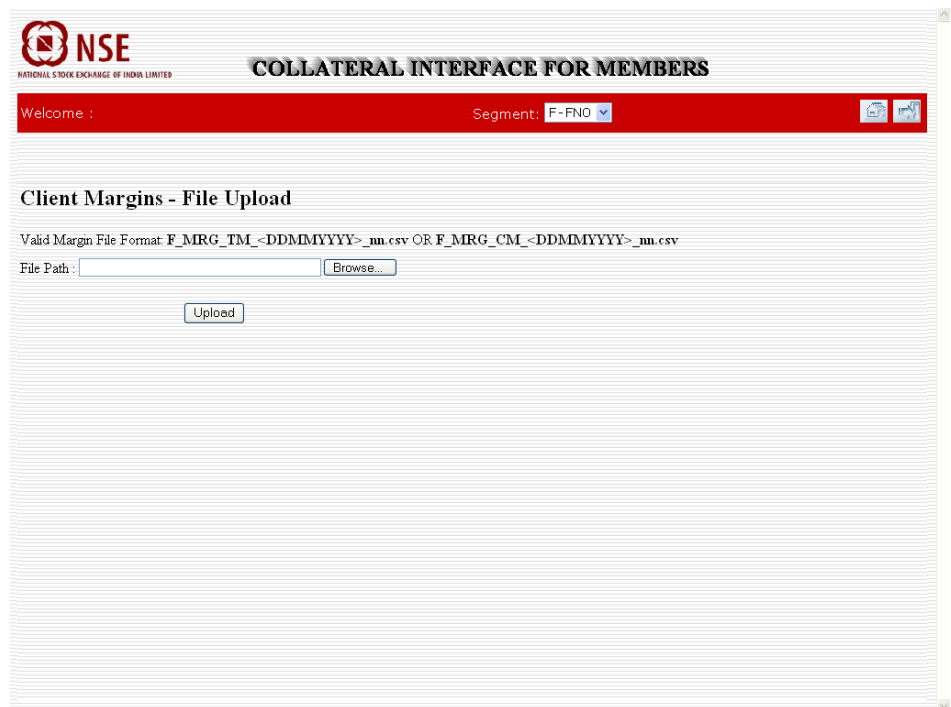 NSE
NATIONAL STOCK EXCHANGE OF INDIA LIMITED
COLLATERAL INTERFACE FOR MEMBERS
Welcome :
Segment: F-FNO
Client Margins - File Upload
Valid Margin File Format: F_MRG_TM_<DDMMYYYY>_nn.csv OR F_MRG_CM_<DDMMYYYY>_nn.csv
File Path : Browse...
Upload